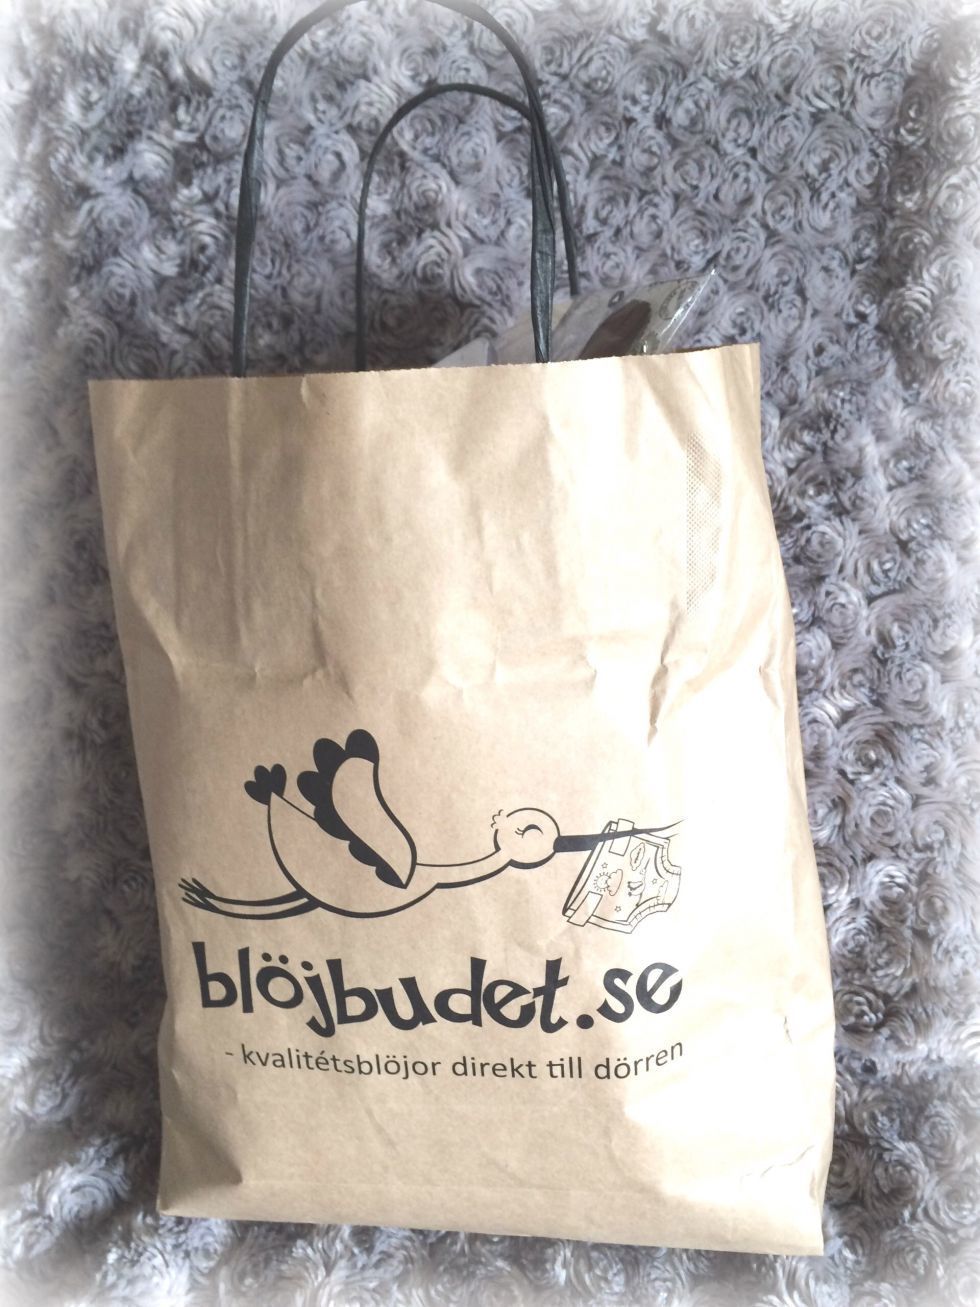 blöjbudet.se
- kvalitétsblöjor direkt till dörren